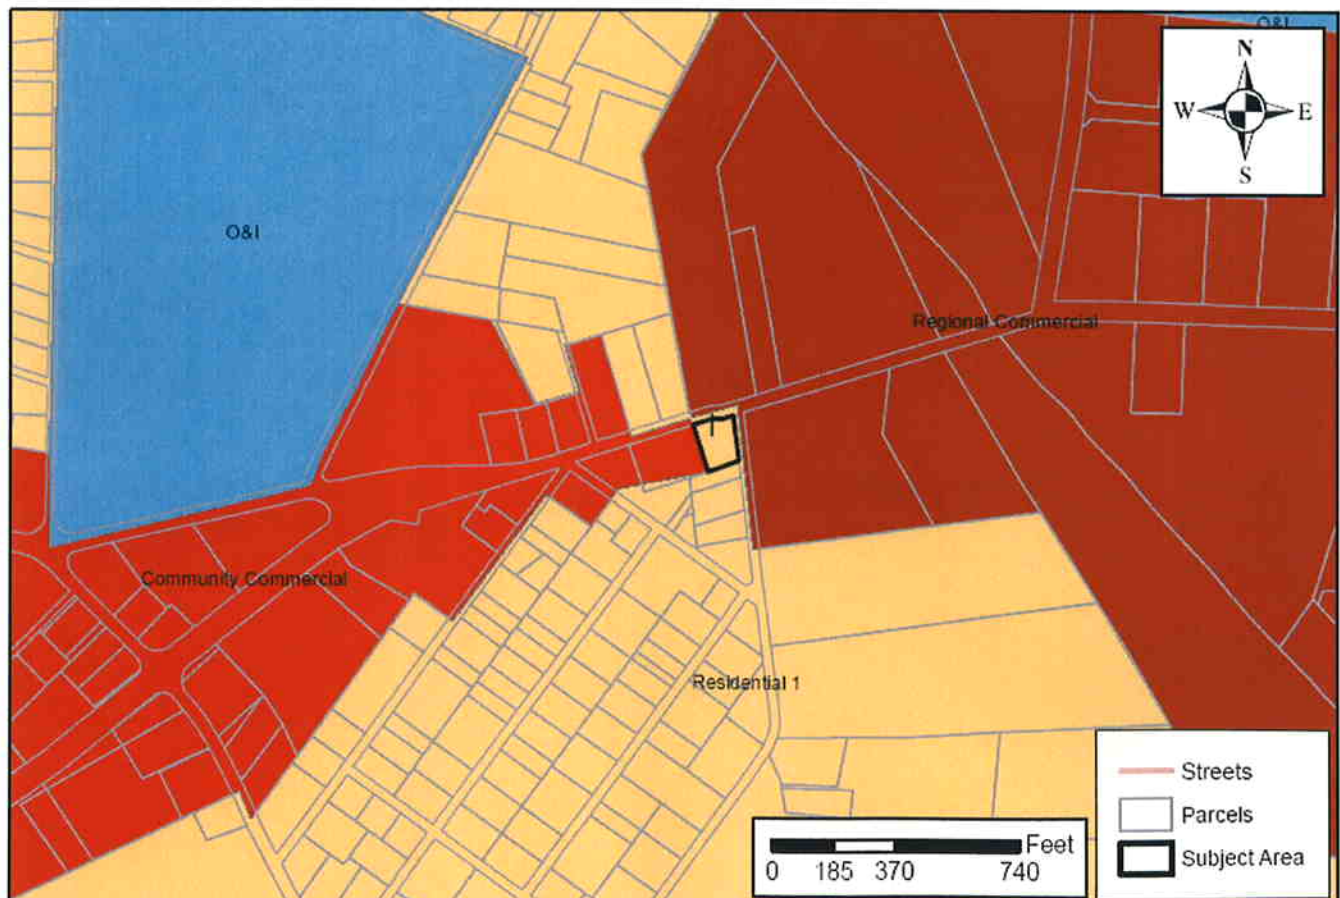 O&I
N
W E
S
O&I
Regional Commercial
Community Commercial
Residential 1
Streets
Parcels
Subject Area
Feet
0 185 370 740